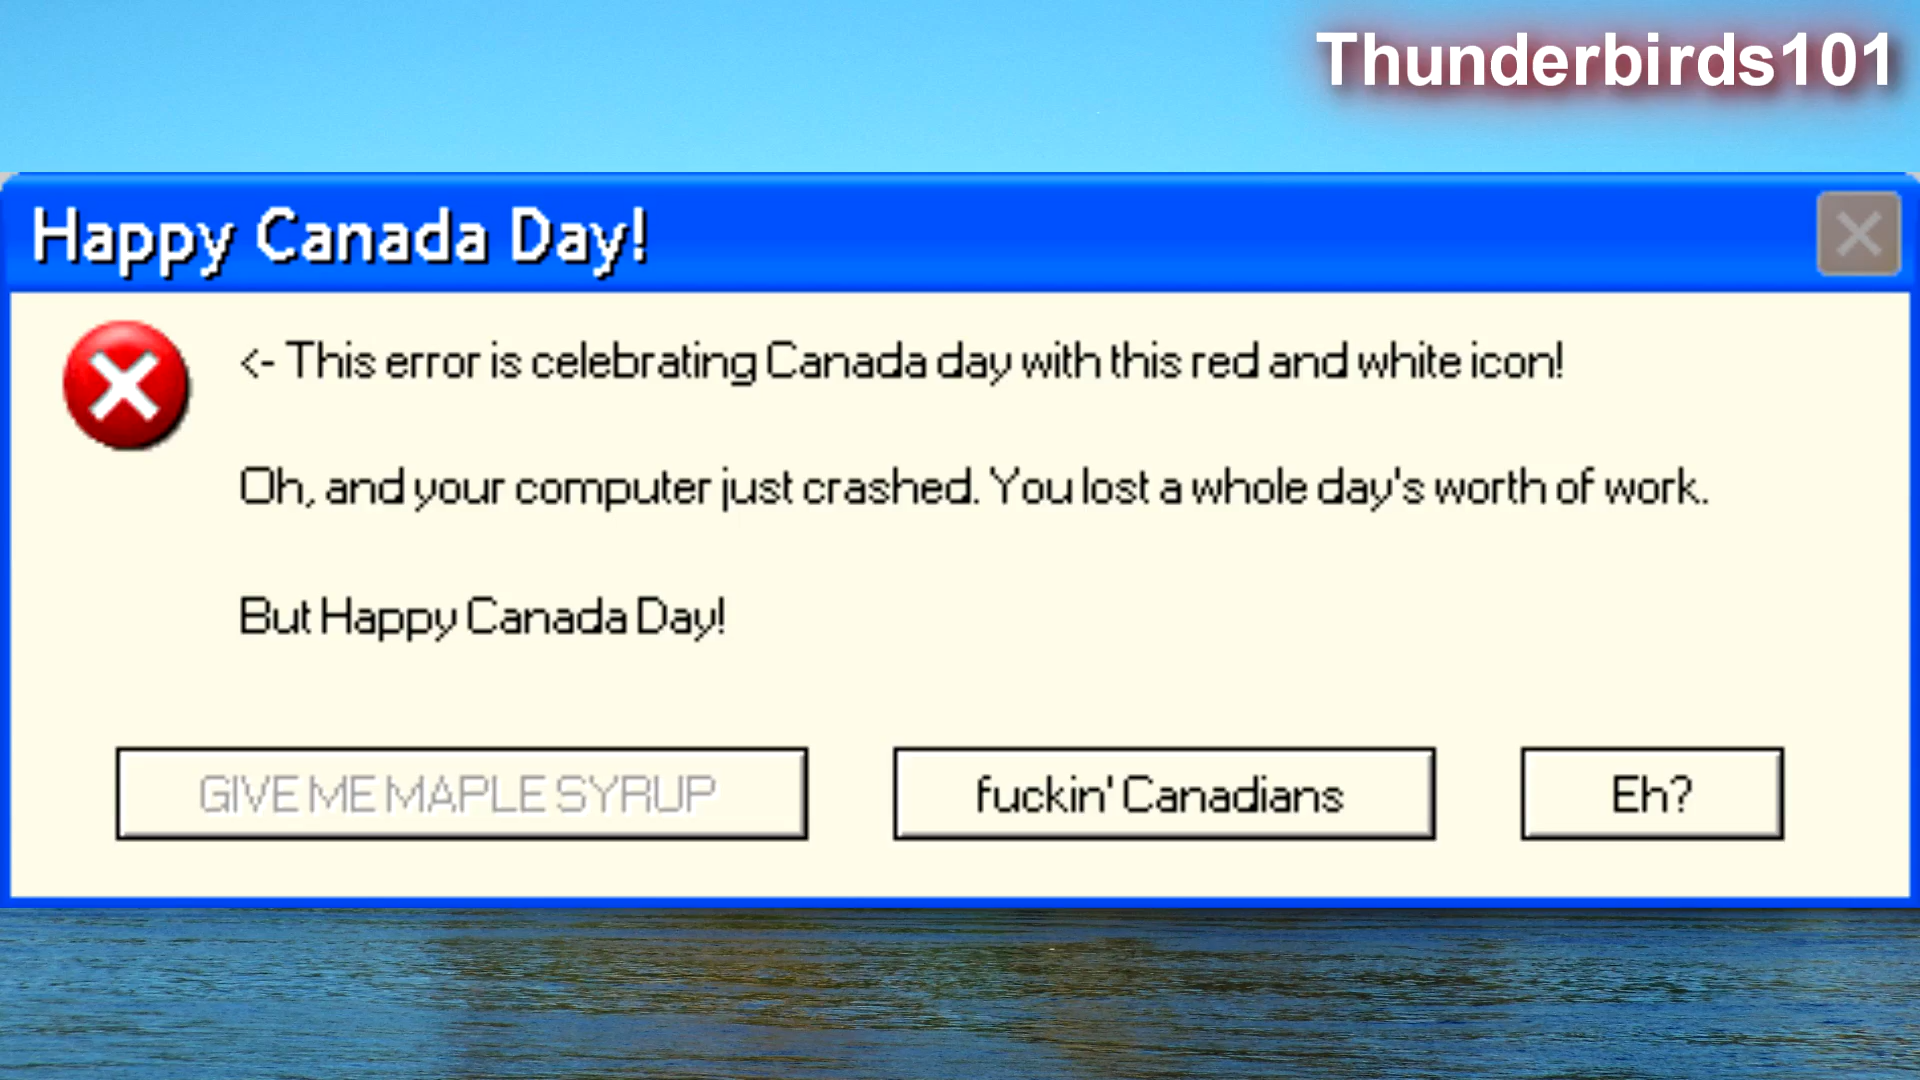 Thunderbirds101
Happy Canada Day!
<- This error is celebrating Canada day with this red and white icon!
Oh, and your computer just crashed. You lost a whole day's worth of work.
But Happy Canada Day!
GIVE ME MAPLE SYRUP
fuckin' Canadians
Eh?